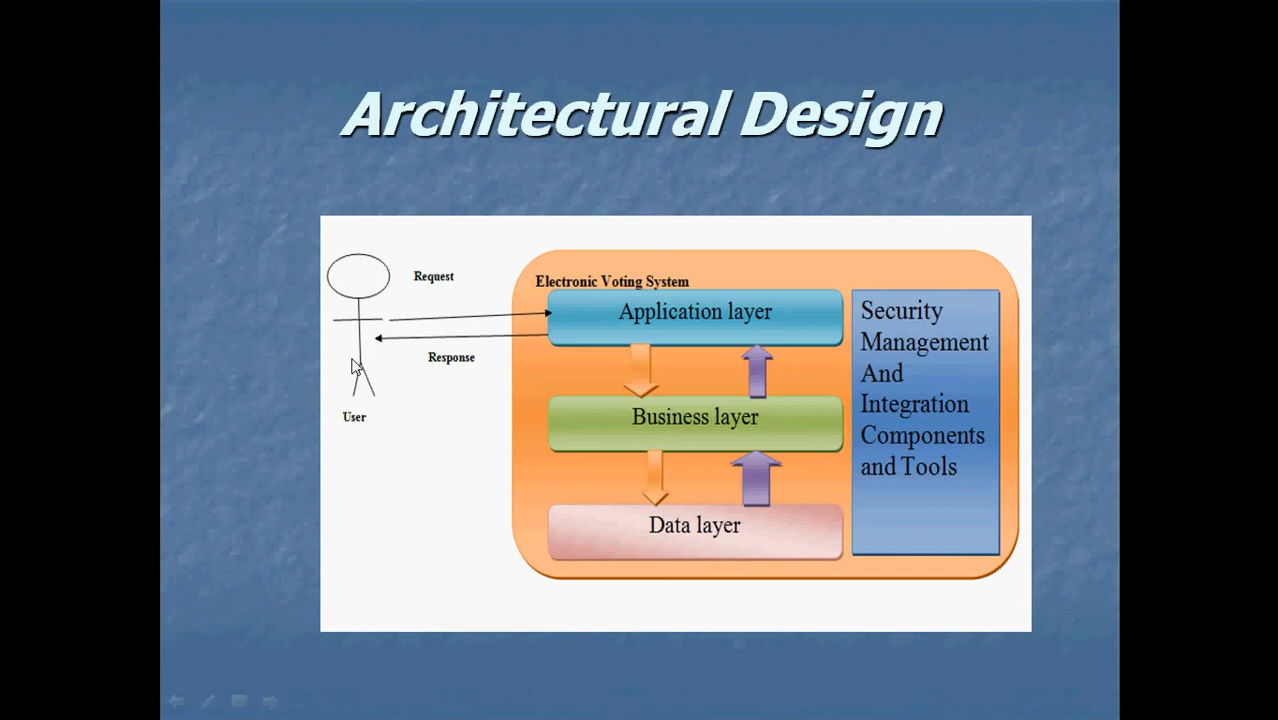 Architectural Design
Request
Response
User
Electronic Voting System
Application layer
Business layer
Data layer
Security
Management
And
Integration
Components
and Tools